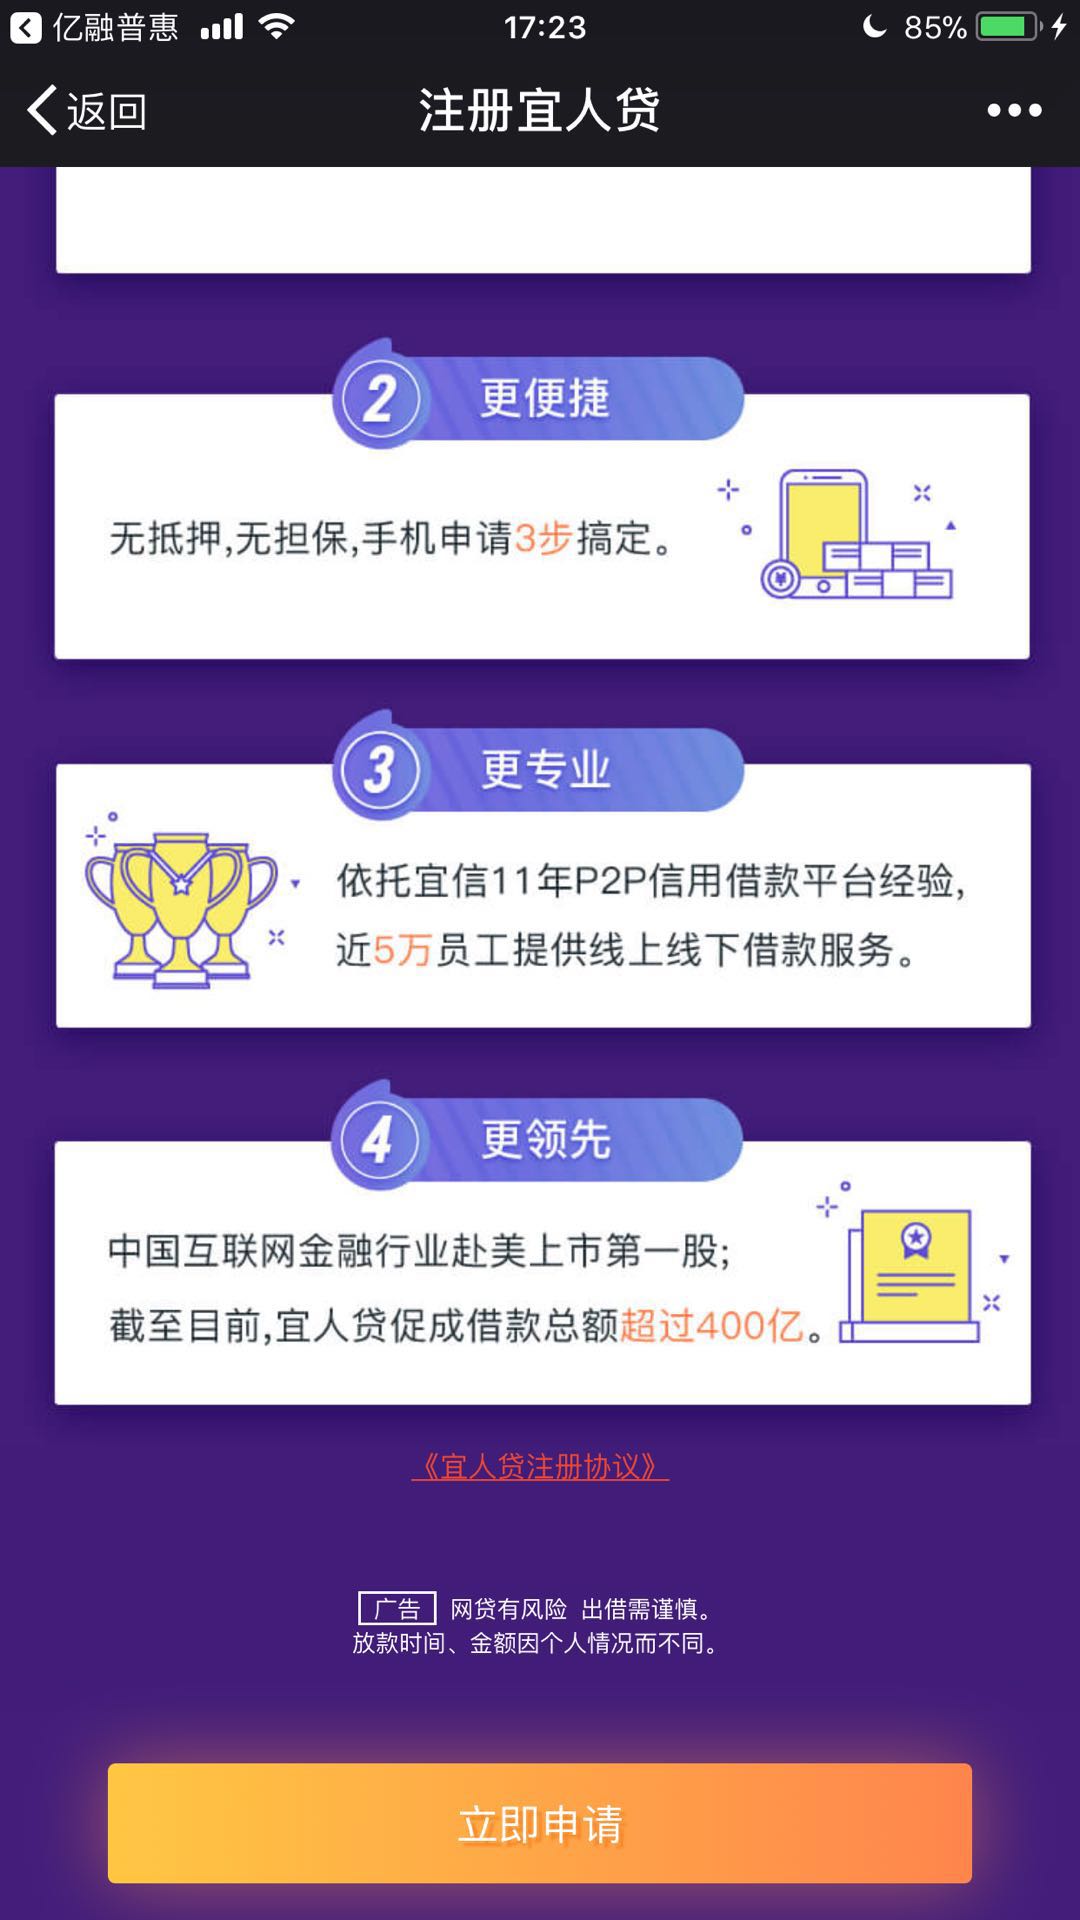 亿融普惠
17:23
85%
返回
注册宜人贷
2
更便捷
无抵押,无担保,手机申请3步搞定。
3
更专业
依托宜信11年P2P信用借款平台经验,
近5万员工提供线上线下借款服务。
4
更领先
中国互联网金融行业赴美上市第一股;
截至目前,宜人贷促成借款总额超过400亿。
《宜人贷注册协议》
广告 网贷有风险 出借需谨慎。
放款时间、金额因个人情况而不同。
立即申请